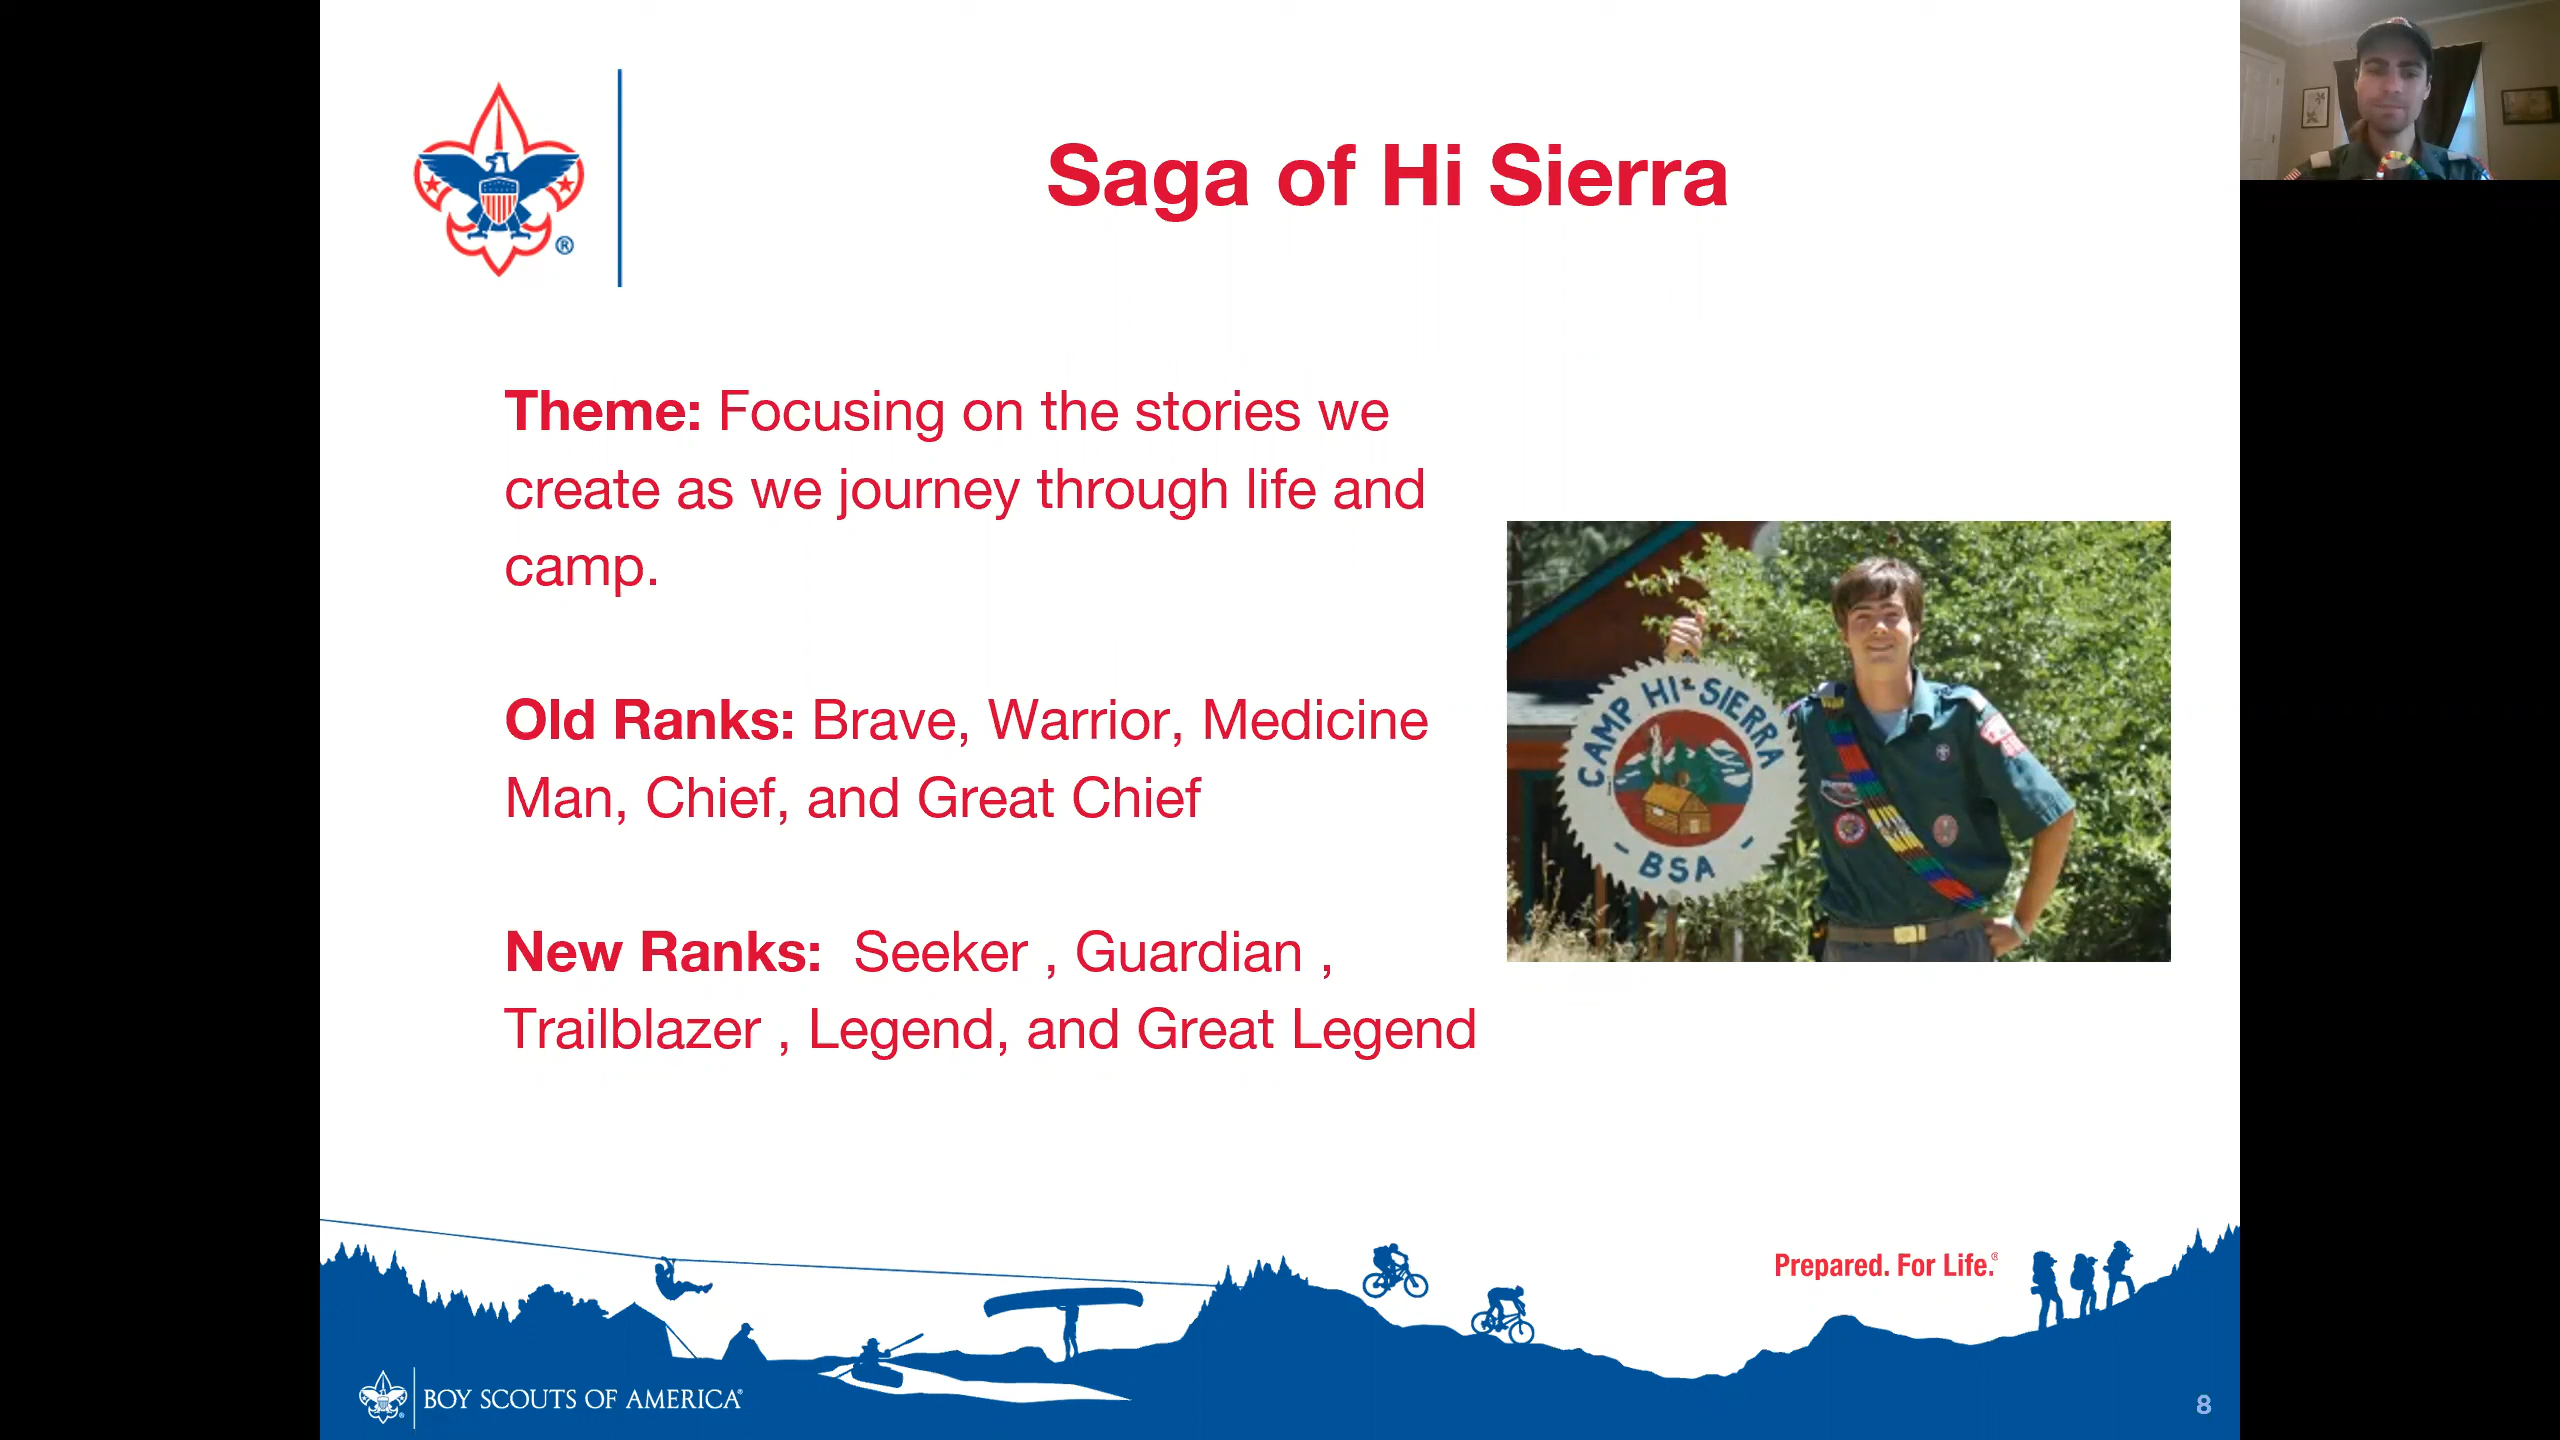 Saga of Hi Sierra
Theme: Focusing on the stories we
create as we journey through life and
camp.
Old Ranks: Brave, Warrior, Medicine
Man, Chief, and Great Chief
New Ranks:  Seeker , Guardian ,
Trailblazer , Legend, and Great Legend
CAMP HI-SIERRA
- BSA -
Prepared. For Life.®
BOY SCOUTS OF AMERICA®
8
®